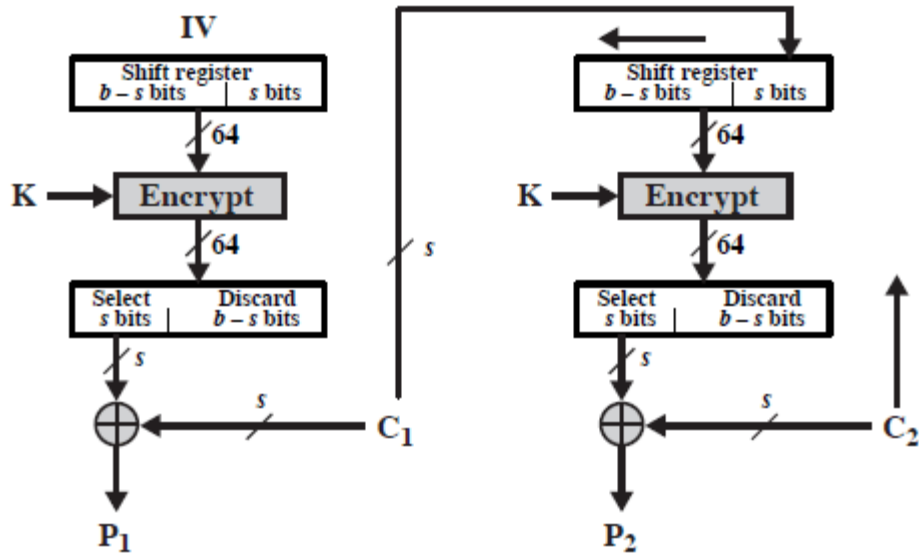 IV
Shift register
b – s bits | s bits
64
K
Encrypt
64
Select
s bits
Discard
b – s bits
s
s
C1
P1
s
Shift register
b – s bits | s bits
64
K
Encrypt
64
Select
s bits
Discard
b – s bits
s
s
C2
P2